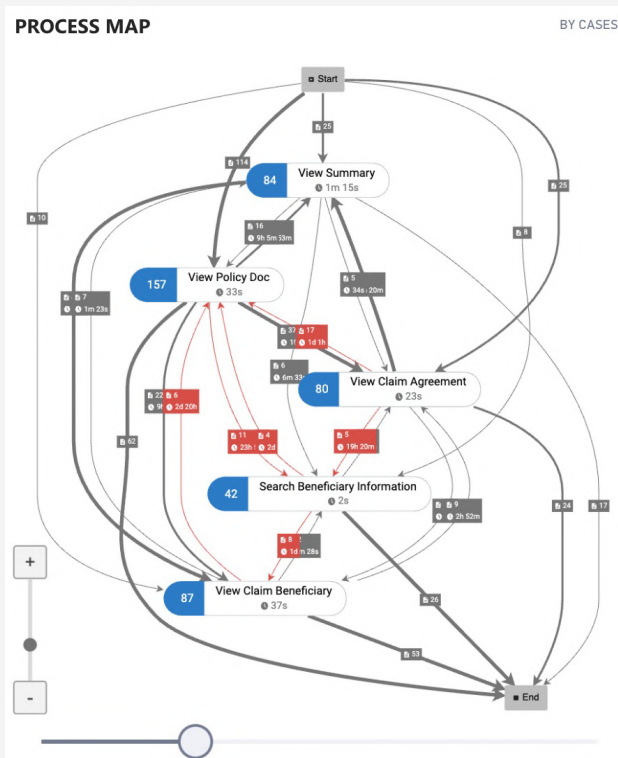 PROCESS MAP
BY CASES
Start
25
114
25
84
View Summary
1m 15s
10
16
9h 5m
8
157
View Policy Doc
33s
5
34s
20m
7
1m 23s
17
1d 1h
6
6m 33
80
View Claim Agreement
23s
22
6
2d 20h
62
11
23h
4
2d
5
19h 20m
42
Search Beneficiary Information
2s
9
2h 52m
24
17
8
28s
+
87
View Claim Beneficiary
37s
26
53
-
End